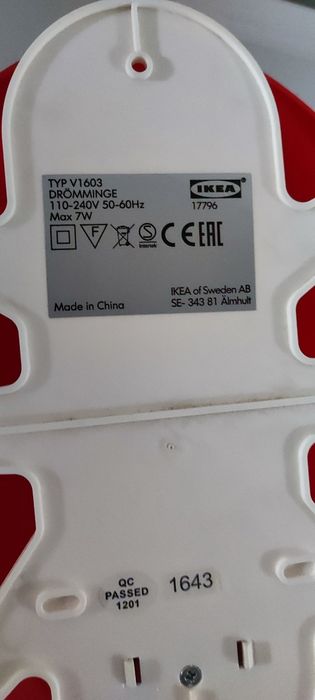 TYP V1603
DRÖMMINGE
110-240V 50-60Hz
Max 7W
IKEA
17796
F
S
Intertek
CE EAC
Made in China
IKEA of Sweden AB
SE- 343 81 Älmhult
QC
PASSED
1201
1643